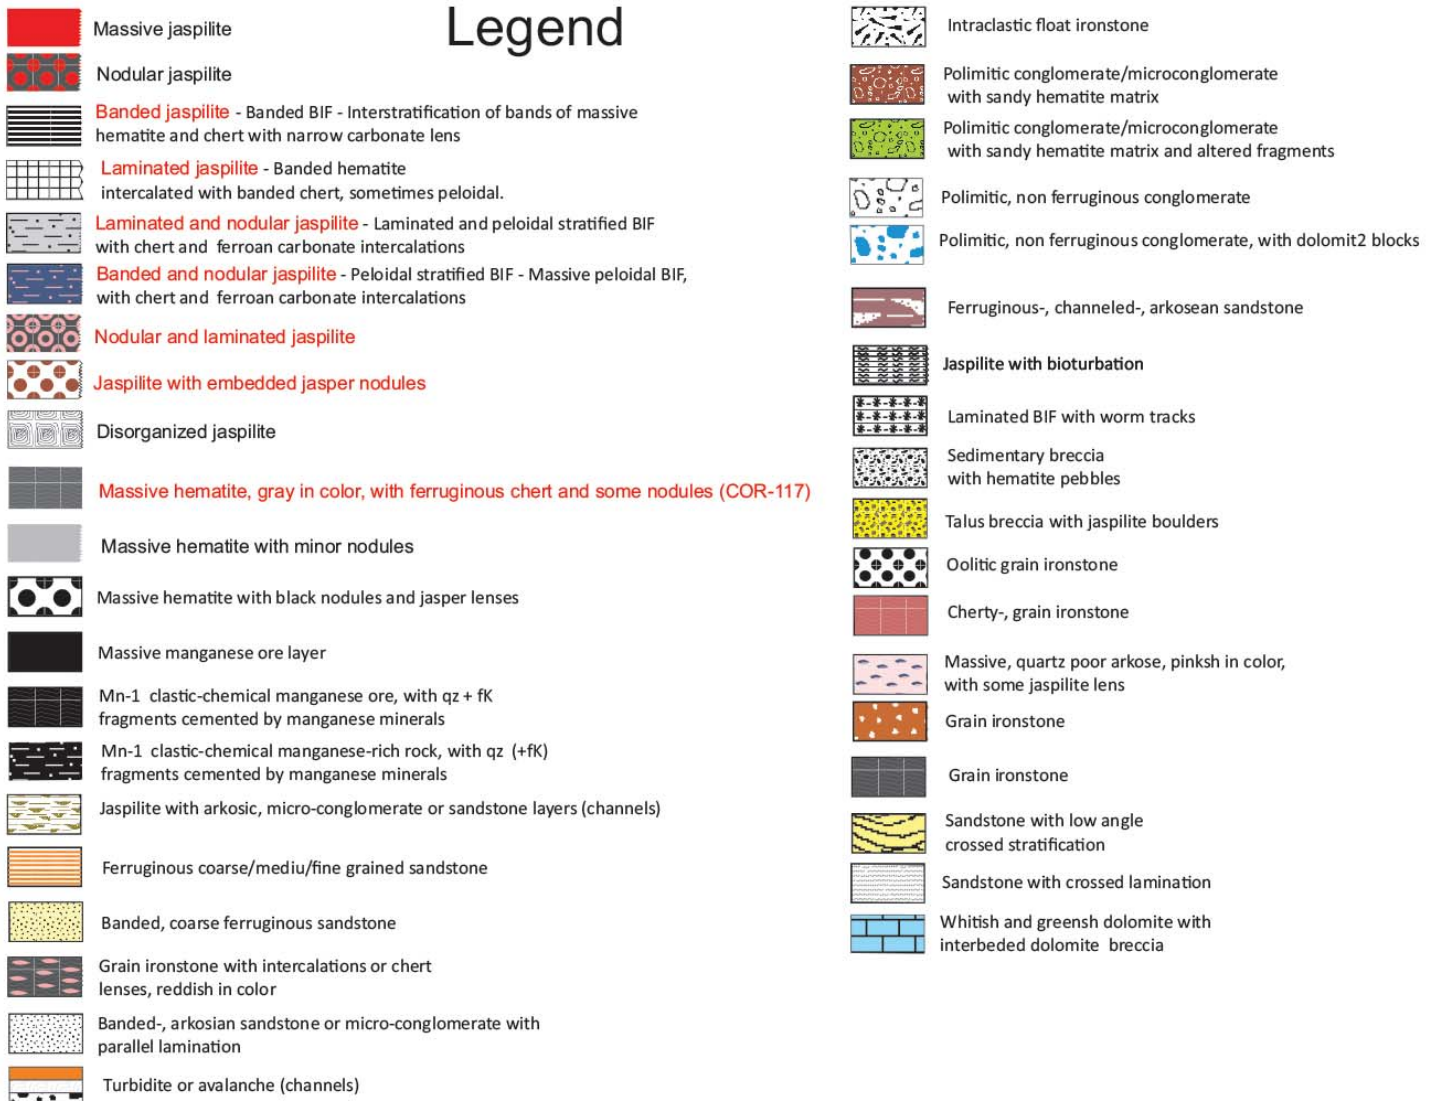 Legend
Massive jaspilite
Nodular jaspilite
Banded jaspilite - Banded BIF - Interstratification of bands of massive
hematite and chert with narrow carbonate lens
Laminated jaspilite - Banded hematite
intercalated with banded chert, sometimes peloidal.
Laminated and nodular jaspilite - Laminated and peloidal stratified BIF
with chert and ferroan carbonate intercalations
Banded and nodular jaspilite - Peloidal stratified BIF - Massive peloidal BIF,
with chert and ferroan carbonate intercalations
Nodular and laminated jaspilite
Jaspilite with embedded jasper nodules
Disorganized jaspilite
Massive hematite, gray in color, with ferruginous chert and some nodules (COR-117)
Massive hematite with minor nodules
Massive hematite with black nodules and jasper lenses
Massive manganese ore layer
Mn-1 clastic-chemical manganese ore, with qz + fK
fragments cemented by manganese minerals
Mn-1 clastic-chemical manganese-rich rock, with qz (+fK)
fragments cemented by manganese minerals
Jaspilite with arkosic, micro-conglomerate or sandstone layers (channels)
Ferruginous coarse/mediu/fine grained sandstone
Banded, coarse ferruginous sandstone
Grain ironstone with intercalations or chert
lenses, reddish in color
Banded-, arkosian sandstone or micro-conglomerate with
parallel lamination
Turbidite or avalanche (channels)
Intraclastic float ironstone
Polimitic conglomerate/microconglomerate
with sandy hematite matrix
Polimitic conglomerate/microconglomerate
with sandy hematite matrix and altered fragments
Polimitic, non ferruginous conglomerate
Polimitic, non ferruginous conglomerate, with dolomit2 blocks
Ferruginous-, channeled-, arkosean sandstone
Jaspilite with bioturbation
Laminated BIF with worm tracks
Sedimentary breccia
with hematite pebbles
Talus breccia with jaspilite boulders
Oolitic grain ironstone
Cherty-, grain ironstone
Massive, quartz poor arkose, pinksh in color,
with some jaspilite lens
Grain ironstone
Grain ironstone
Sandstone with low angle
crossed stratification
Sandstone with crossed lamination
Whitish and greensh dolomite with
interbeded dolomite breccia